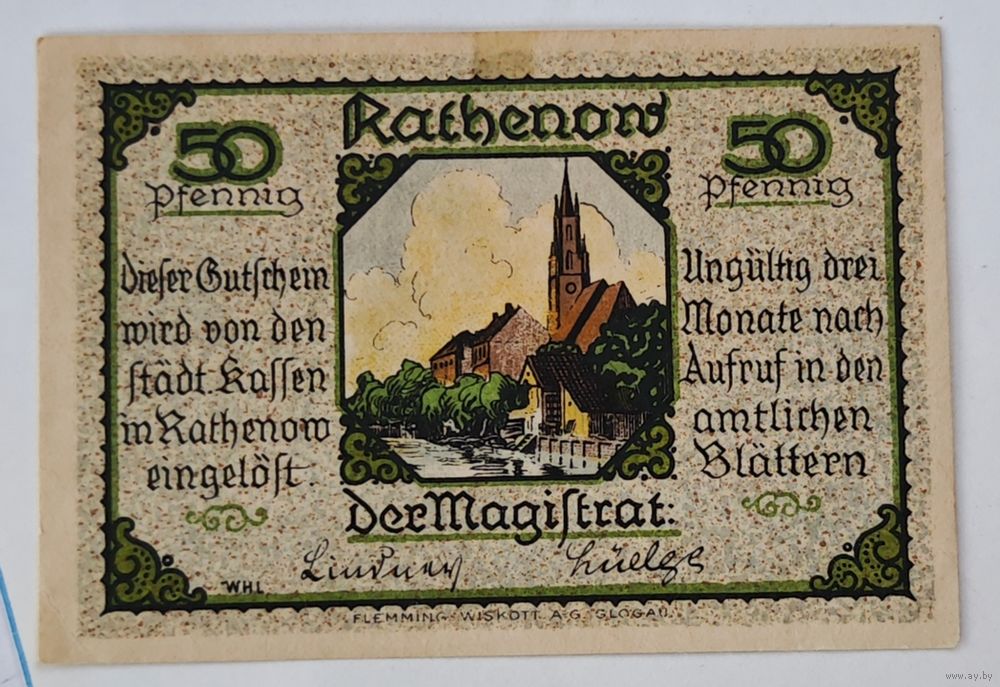 Rathenow
50
Pfennig
50
Pfennig
Dieser Gutschein
wird von den
städt. Kassen
in Rathenow
eingelöst.
Ungültig drei
Monate nach
Aufruf in den
amtlichen
Blättern
Der Magistrat:
Lindner
WHL
FLEMMING WISKOTT A.G. GLOGAU.
www.ay.by